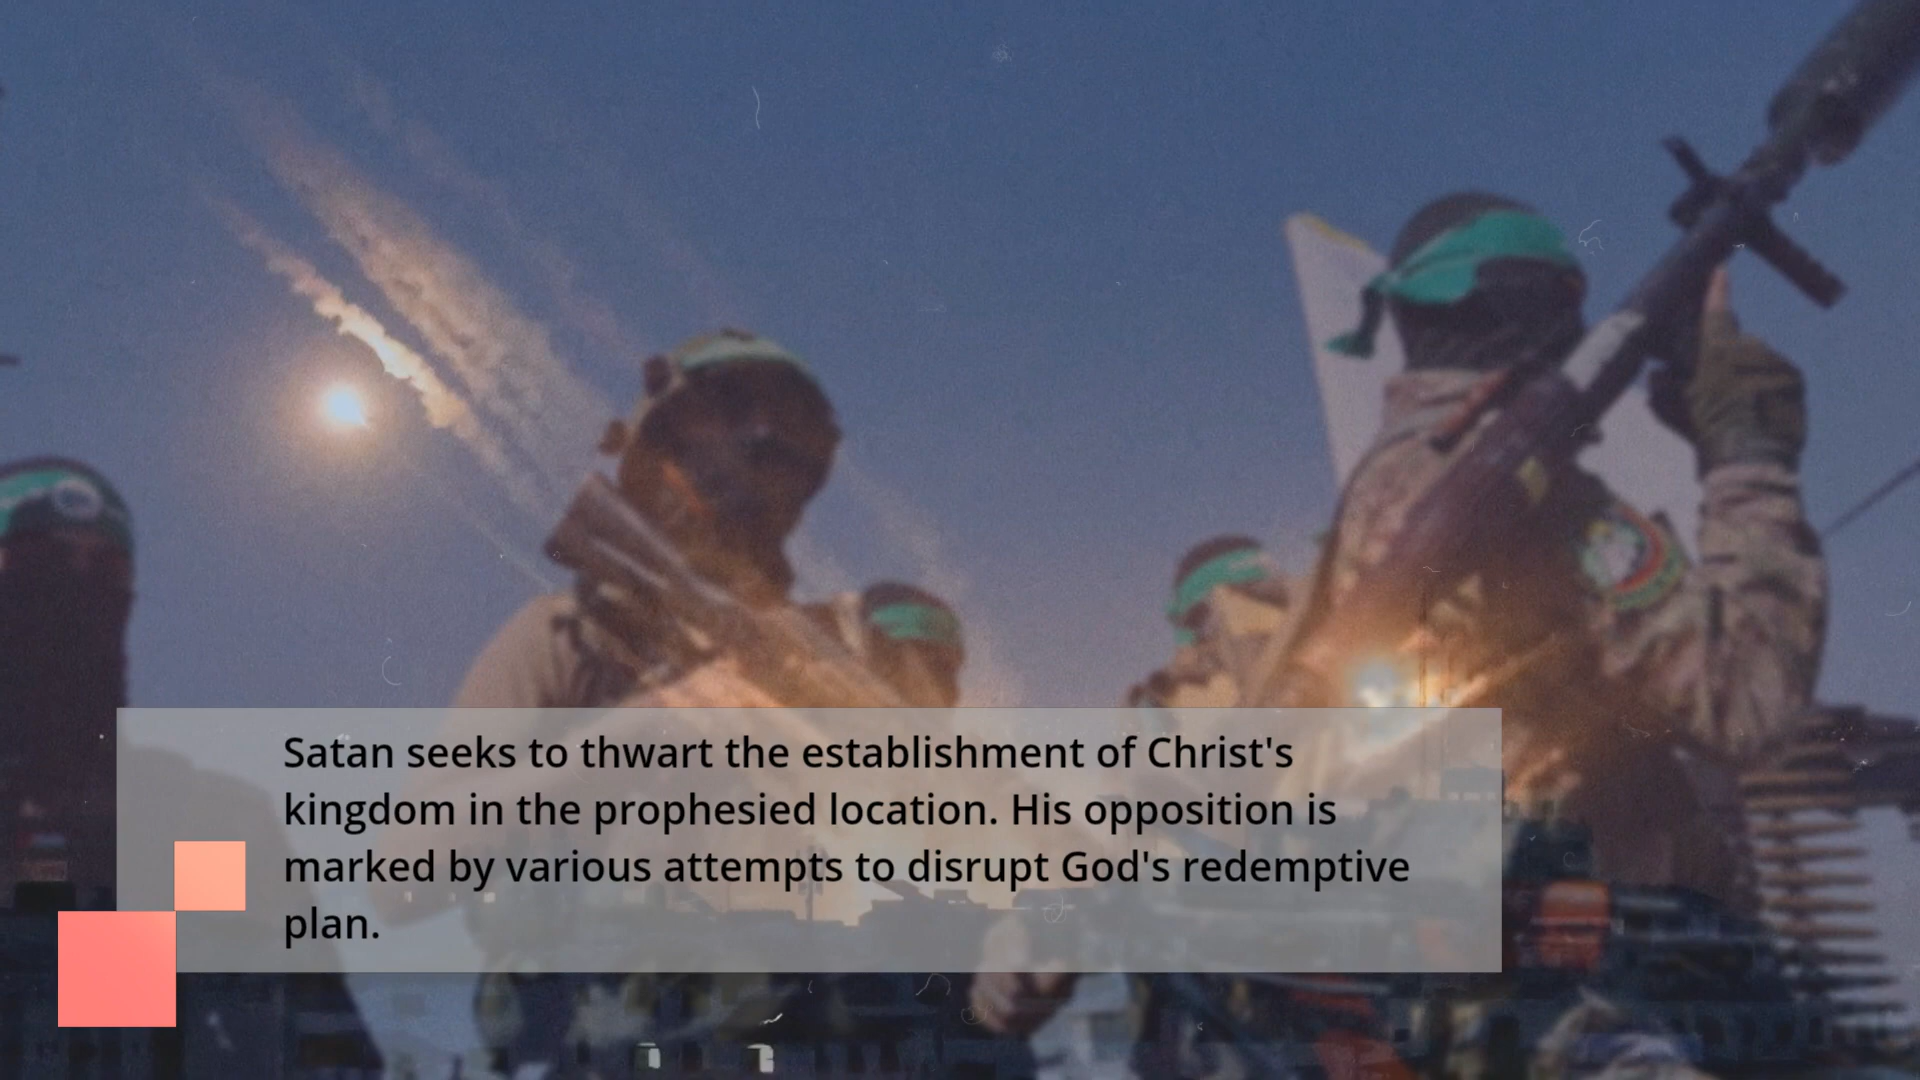 Satan seeks to thwart the establishment of Christ's
kingdom in the prophesied location. His opposition is
marked by various attempts to disrupt God's redemptive
plan.